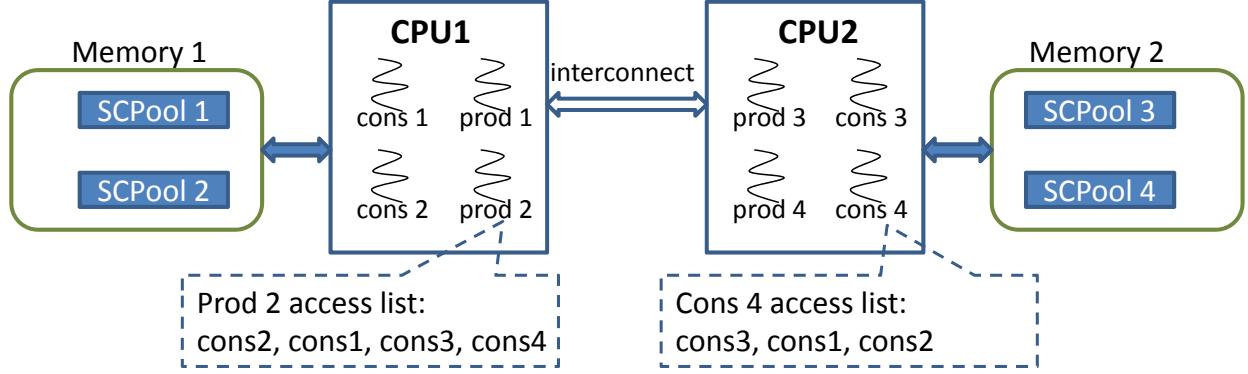 CPU1
CPU2
Memory 1
Memory 2
interconnect
SCPool 1
SCPool 2
cons 1
prod 1
cons 2
prod 2
prod 3
cons 3
prod 4
cons 4
SCPool 3
SCPool 4
Prod 2 access list:
cons2, cons1, cons3, cons4
Cons 4 access list:
cons3, cons1, cons2